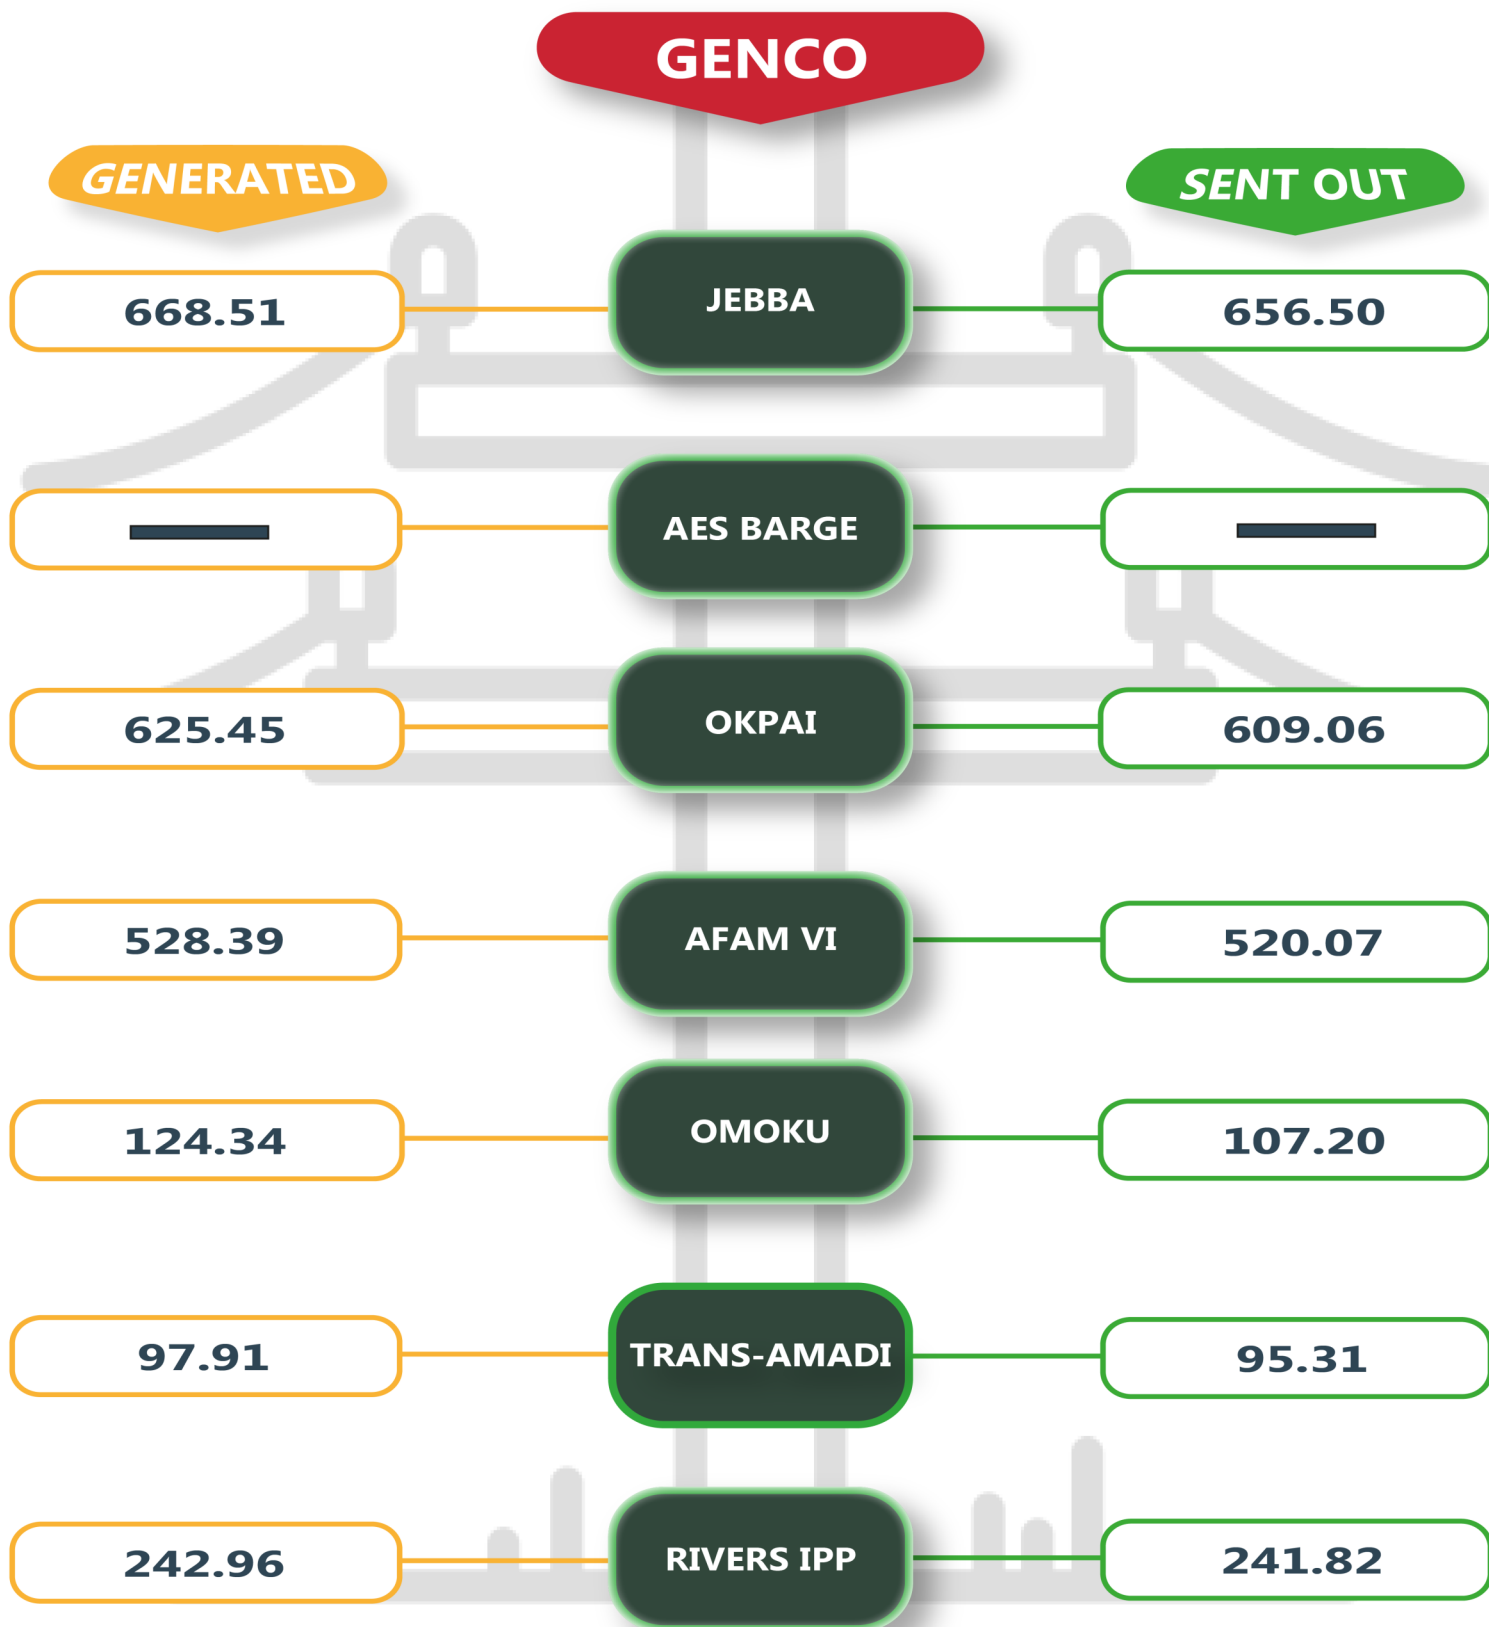 GENCO
GENERATED
SENT OUT
668.51
JEBBA
656.50
AES BARGE
625.45
OKPAI
609.06
528.39
AFAM VI
520.07
124.34
OMOKU
107.20
97.91
TRANS-AMADI
95.31
242.96
RIVERS IPP
241.82